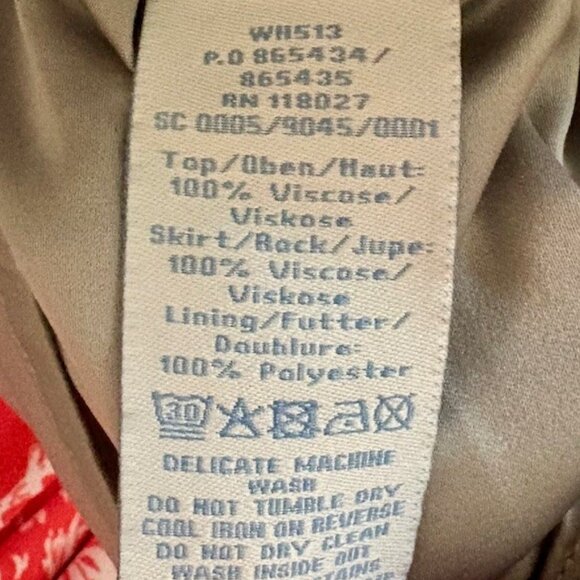 WH513
P.O 865434/
865435
RN 118027
SC 0005/9045/0001
Top/Oben/Haut:
100% Viscose/
Viskose
Skirt/Rock/Jupe:
100% Viscose/
Viskose
Lining/Futter/
Doublure:
100% Polyester
30
DELICATE MACHINE
WASH
DO NOT TUMBLE DRY
COOL IRON ON REVERSE
DO NOT DRY CLEAN
WASH INSIDE OUT